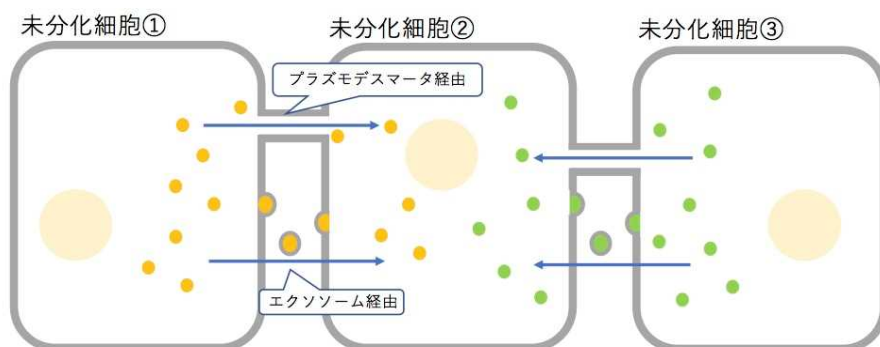 未分化細胞①
未分化細胞②
未分化細胞③
プラズモデスマータ経由
エクソソーム経由